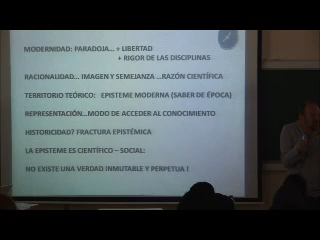 MODERNIDAD: PARADOJA... + LIBERTAD
+ RIGOR DE LAS DISCIPLINAS
RACIONALIDAD... IMAGEN Y SEMEJANZA ...RAZÓN CIENTÍFICA
TERRITORIO TEÓRICO: EPISTEME MODERNA (SABER DE ÉPOCA)
REPRESENTACIÓN...MODO DE ACCEDER AL CONOCIMIENTO
HISTORICIDAD? FRACTURA EPISTÉMICA
LA EPISTEME ES CIENTÍFICO – SOCIAL:
NO EXISTE UNA VERDAD INMUTABLE Y PERPETUA !